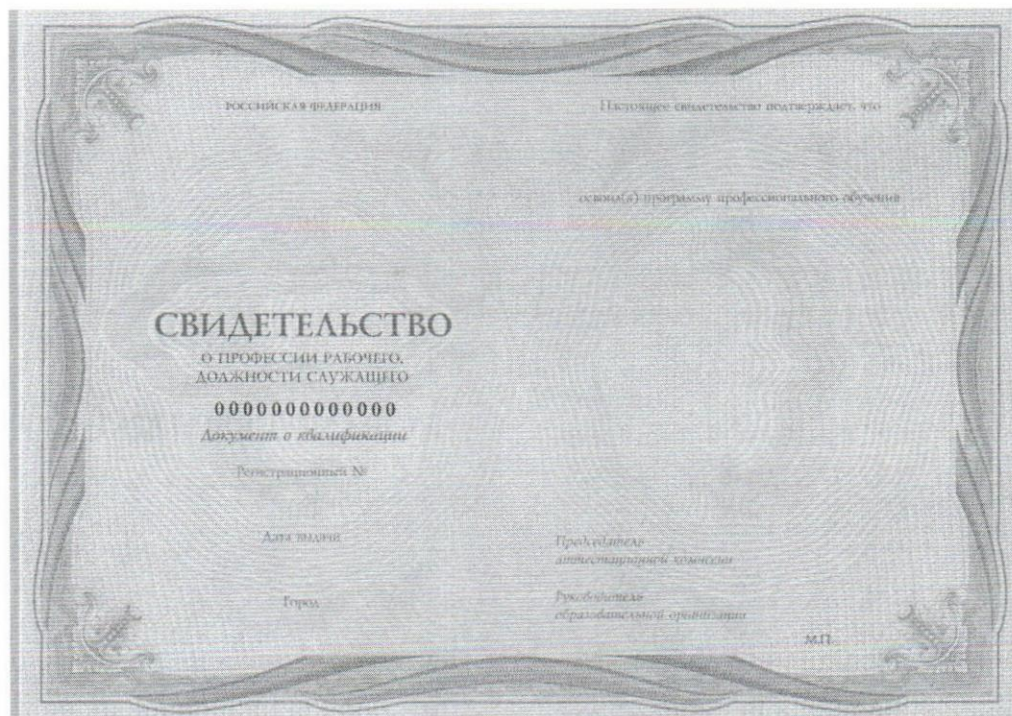 РОССИЙСКАЯ ФЕДЕРАЦИЯ
СВИДЕТЕЛЬСТВО
О ПРОФЕССИИ РАБОЧЕГО,
ДОЛЖНОСТИ СЛУЖАЩЕГО
0000000000000
Документ о квалификации
Регистрационный №
Дата выдачи
Город
Настоящее свидетельство подтверждает, что
освоил(а) программу профессионального обучения
Председатель
аттестационной комиссии
Руководитель
образовательной организации
М.П.